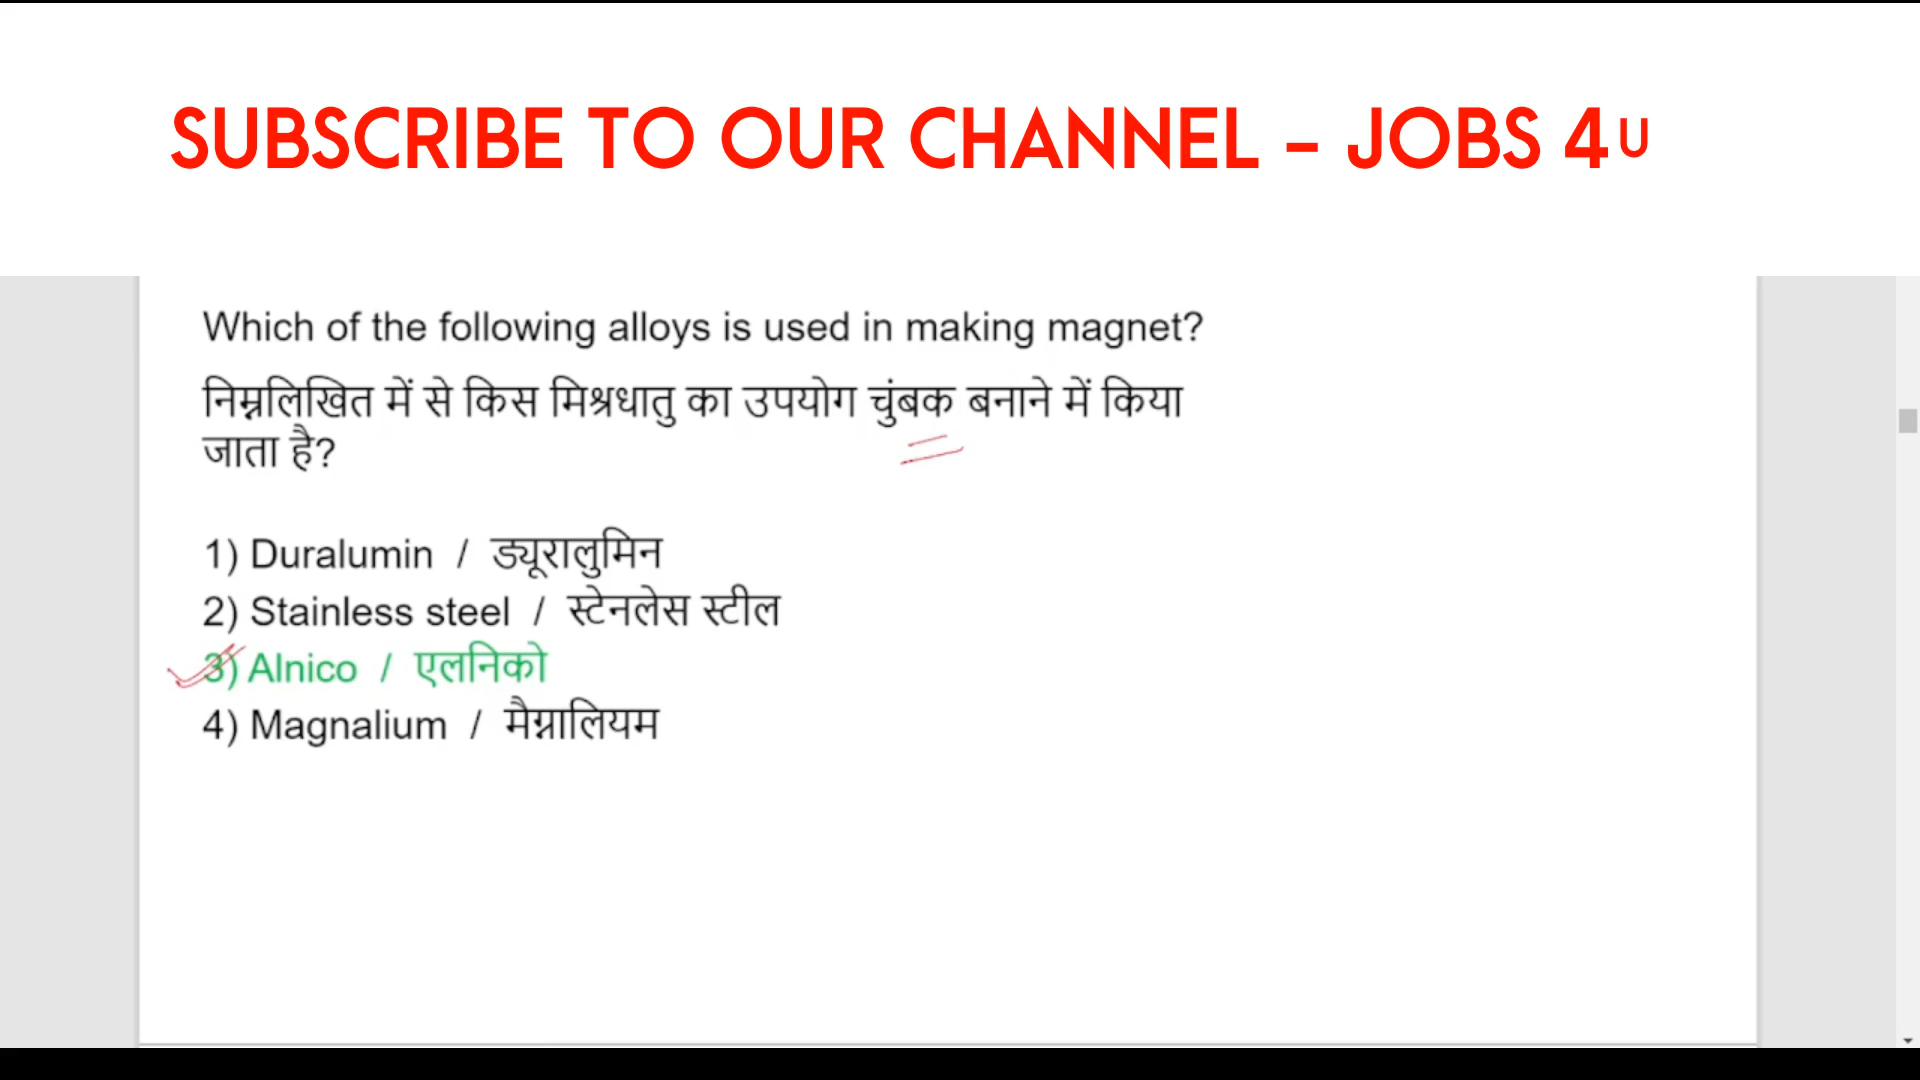 SUBSCRIBE TO OUR CHANNEL – JOBS 4U
Which of the following alloys is used in making magnet?
निम्नलिखित में से किस मिश्रधातु का उपयोग चुंबक बनाने में किया
जाता है?
1) Duralumin / ड्यूरालुमिन
2) Stainless steel / स्टेनलेस स्टील
3) Alnico / एलनिको
4) Magnalium / मैग्नालियम